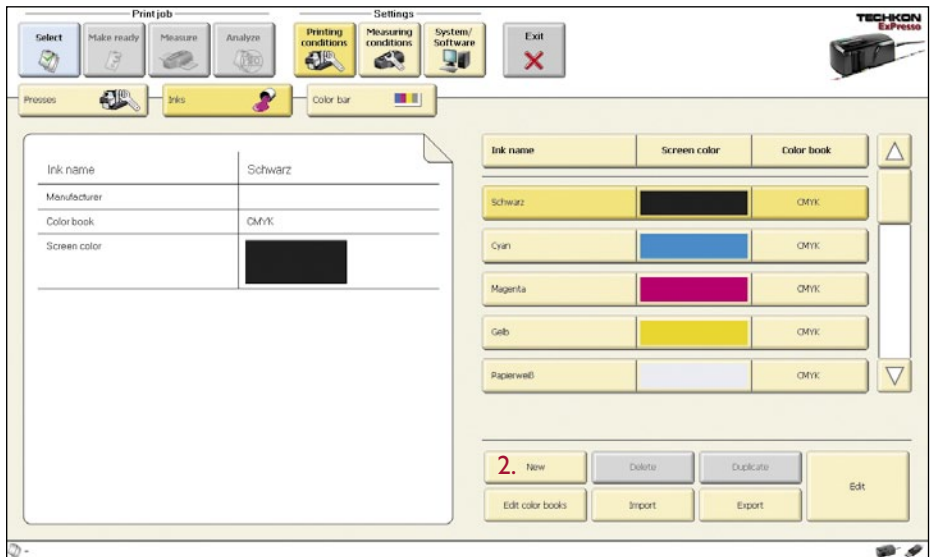 Print job
Settings
TECHKON
ExPresso
Select
Make ready
Measure
Analyze
Printing
conditions
Measuring
conditions
System/
Software
Exit
Presses
Inks
Color bar
Ink name Schwarz
Manufacturer
Color book CMYK
Screen color
Ink name Screen color Color book
Schwarz CMYK
Cyan CMYK
Magenta CMYK
Gelb CMYK
Papierweiß CMYK
2. New
Delete
Duplicate
Edit
Edit color books
Import
Export